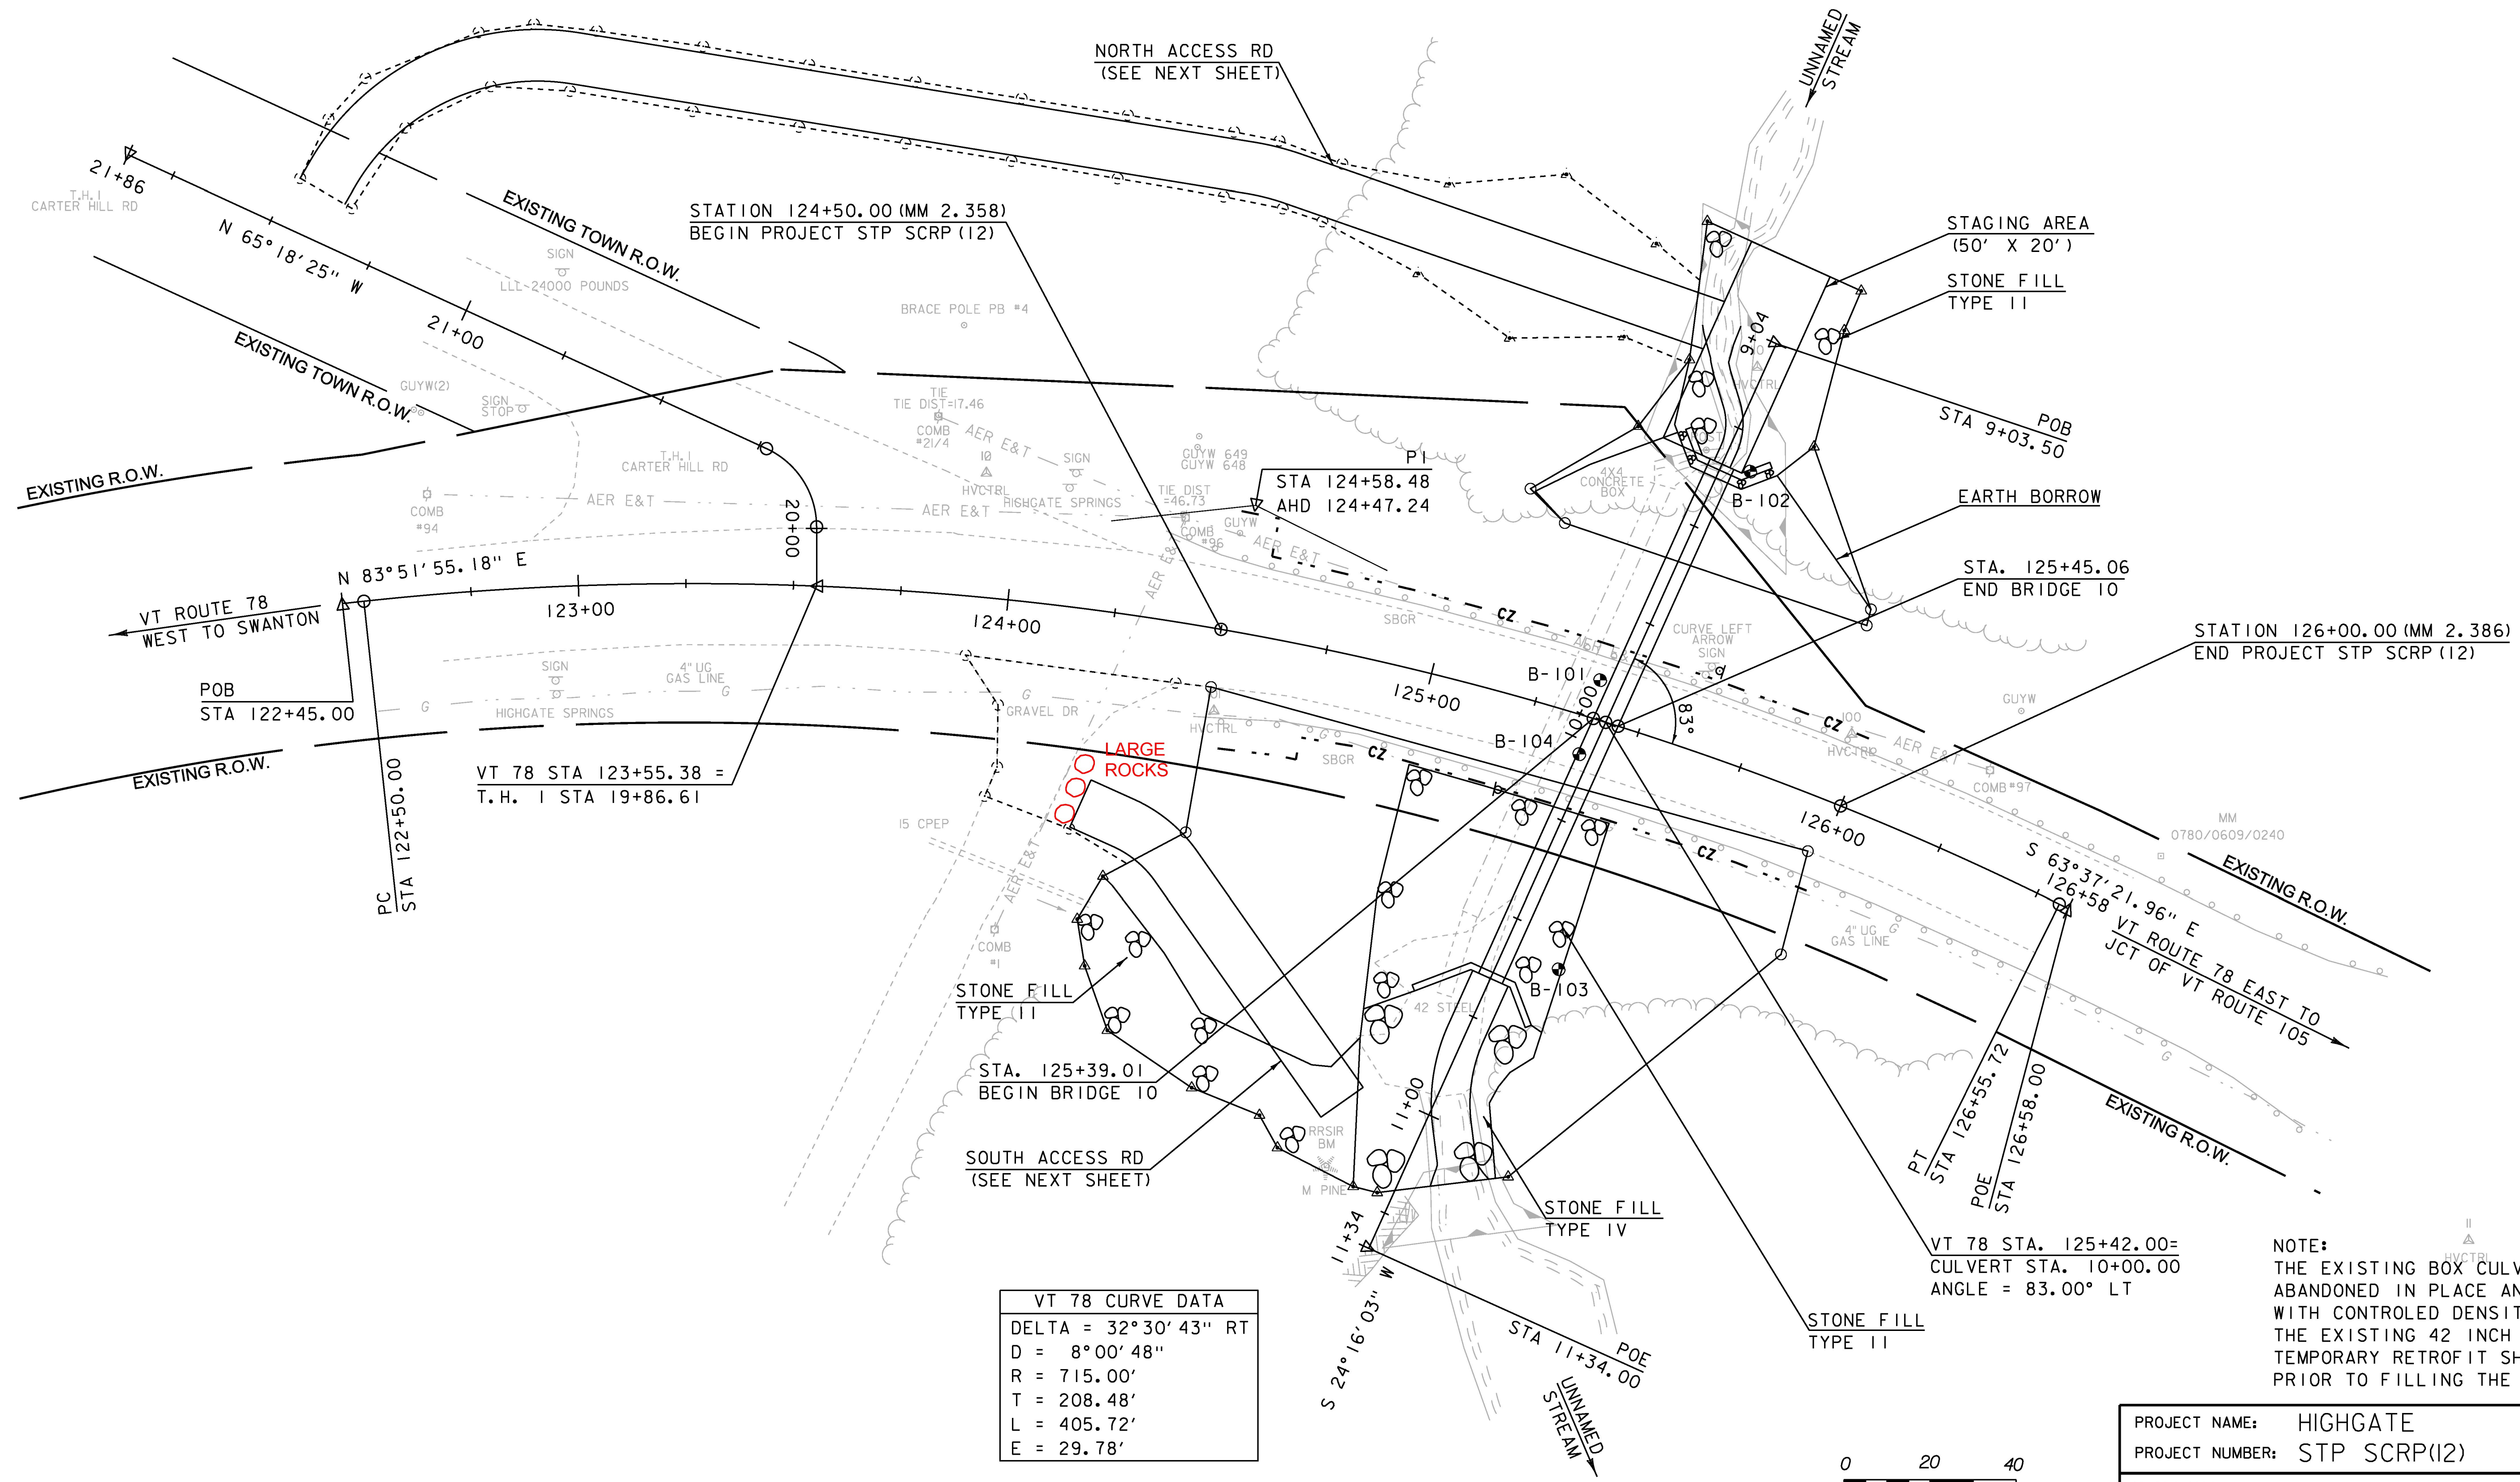 NORTH ACCESS RD
(SEE NEXT SHEET)
UNNAMED
STREAM
21+86
T.H.1
CARTER HILL RD
N 65°18'25" W
EXISTING TOWN R.O.W.
STATION 124+50.00 (MM 2.358)
BEGIN PROJECT STP SCRP(12)
STAGING AREA
(50' X 20')
STONE FILL
TYPE II
SIGN
LLL-24000 POUNDS
BRACE POLE PB #4
21+00
EXISTING TOWN R.O.W.
GUYW(2)
SIGN
STOP
TIE
TIE DIST=17.46
COMB
#21/4
AER E&T
9+04
HVCTRL
POB
STA 9+03.50
EXISTING R.O.W.
T.H.1
CARTER HILL RD
10
HVCTRL
SIGN
HIGHGATE SPRINGS
GUYW 649
GUYW 648
TIE DIST
=46.73
PI
STA 124+58.48
AHD 124+47.24
4X4
CONCRETE
BOX
B-102
EARTH BORROW
COMB
#94
AER E&T
AER E&T
COMB
#96
GUYW
AER E&T
20+00
N 83°51'55.18" E
VT ROUTE 78
WEST TO SWANTON
123+00
124+00
AER E&T
SBGR
CZ
CURVE LEFT
ARROW
SIGN
STA. 125+45.06
END BRIDGE 10
STATION 126+00.00 (MM 2.386)
END PROJECT STP SCRP(12)
POB
STA 122+45.00
G
SIGN
HIGHGATE SPRINGS
4" UG
GAS LINE
G
G
GRAVEL DR
HVCTRL
125+00
B-101
10+00
83°
CZ
100
HVCTRL
AER E&T
GUYW
COMB #97
EXISTING R.O.W.
VT 78 STA 123+55.38 =
T.H. 1 STA 19+86.61
LARGE
ROCKS
G
SBGR
CZ
B-104
126+00
MM
0780/0609/0240
EXISTING R.O.W.
PC
STA 122+50.00
15 CPEP
AER E&T
G
CZ
S 63°37'21.96" E
126+58
VT ROUTE 78 EAST TO
JCT OF VT ROUTE 105
COMB
#1
4" UG
GAS LINE
G
STONE FILL
TYPE II
42 STEEL
B-103
G
STA. 125+39.01
BEGIN BRIDGE 10
11+00
PT
STA 126+55.72
POE
STA 126+58.00
EXISTING R.O.W.
SOUTH ACCESS RD
(SEE NEXT SHEET)
RRSIR
BM
M PINE
STONE FILL
TYPE IV
11+34
VT 78 STA. 125+42.00=
CULVERT STA. 10+00.00
ANGLE = 83.00° LT
11
HVCTRL
NOTE:
THE EXISTING BOX CULV
ABANDONED IN PLACE AN
WITH CONTROLED DENSIT
THE EXISTING 42 INCH
TEMPORARY RETROFIT SH
PRIOR TO FILLING THE
STONE FILL
TYPE II
S 24°16'03" W
POE
STA 11+34.00
UNNAMED
STREAM
VT 78 CURVE DATA
DELTA = 32°30'43" RT
D = 8°00'48"
R = 715.00'
T = 208.48'
L = 405.72'
E = 29.78'
PROJECT NAME: HIGHGATE
PROJECT NUMBER: STP SCRP(12)
0 20 40